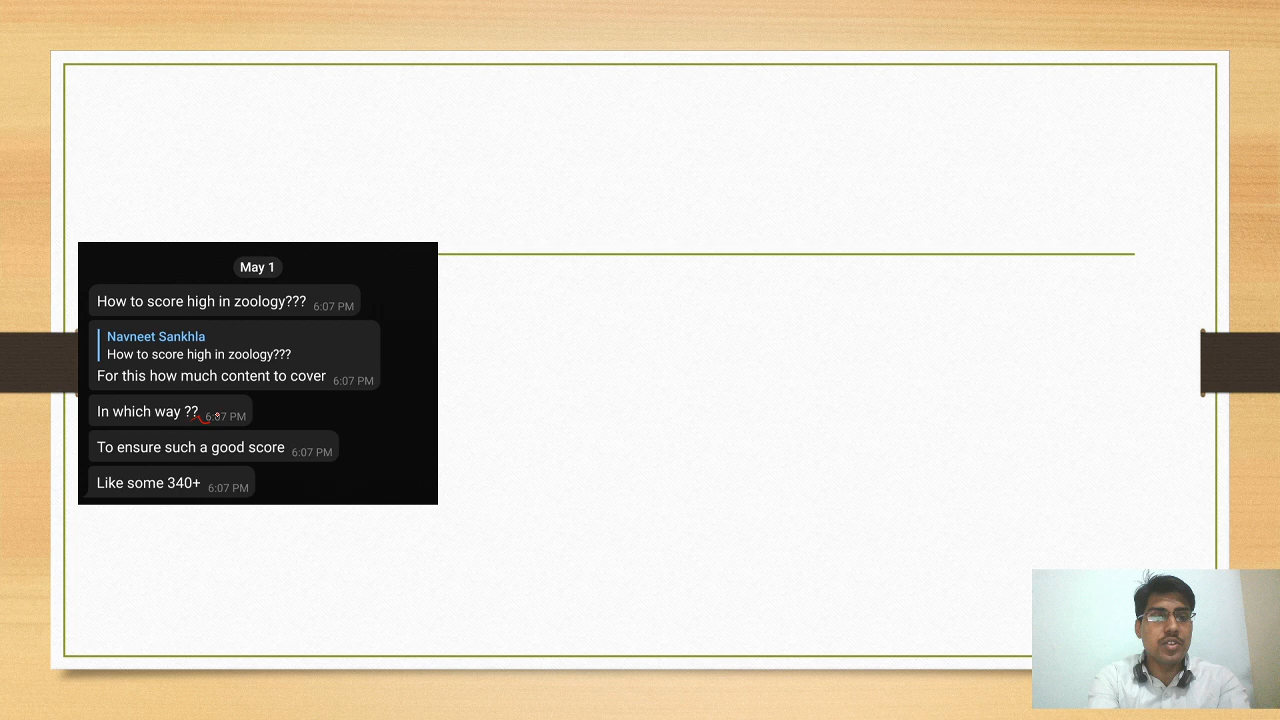 May 1
How to score high in zoology??? 6:07 PM
Navneet Sankhla
How to score high in zoology???
For this how much content to cover 6:07 PM
In which way ?? 6:07 PM
To ensure such a good score 6:07 PM
Like some 340+ 6:07 PM